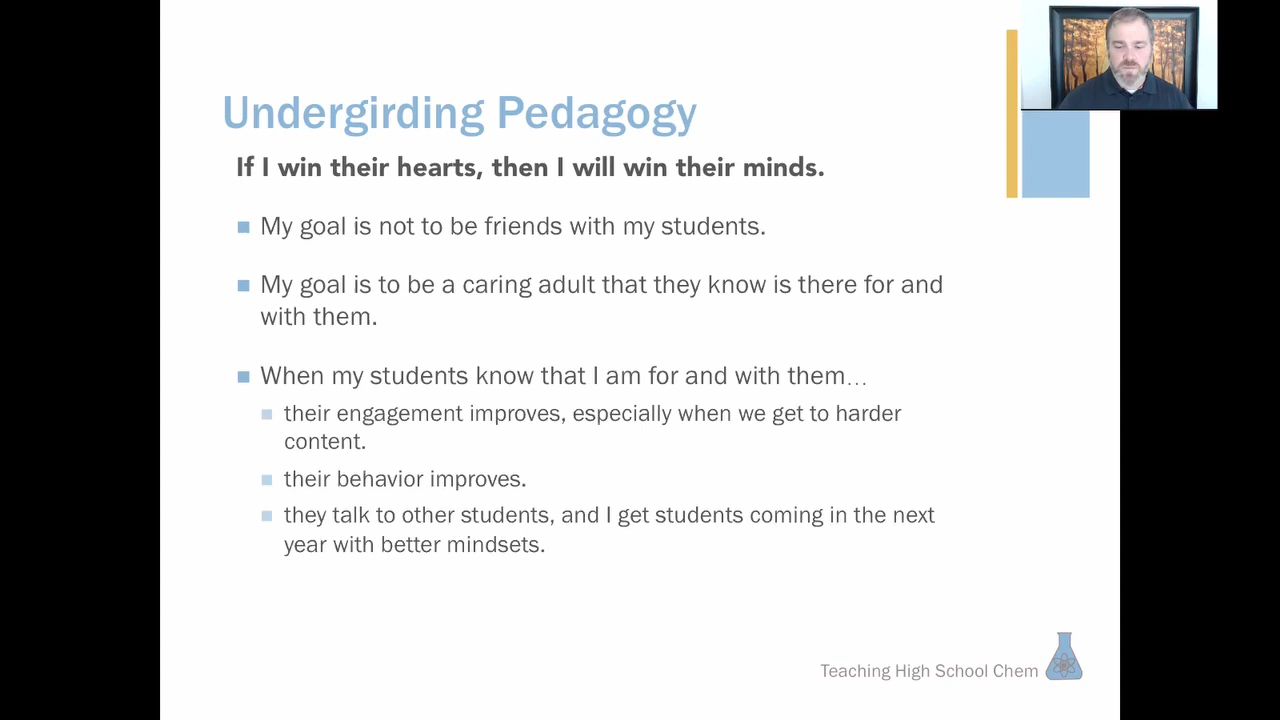 Undergirding Pedagogy
If I win their hearts, then I will win their minds.
My goal is not to be friends with my students.
My goal is to be a caring adult that they know is there for and
with them.
When my students know that I am for and with them...
their engagement improves, especially when we get to harder
content.
their behavior improves.
they talk to other students, and I get students coming in the next
year with better mindsets.
Teaching High School Chem